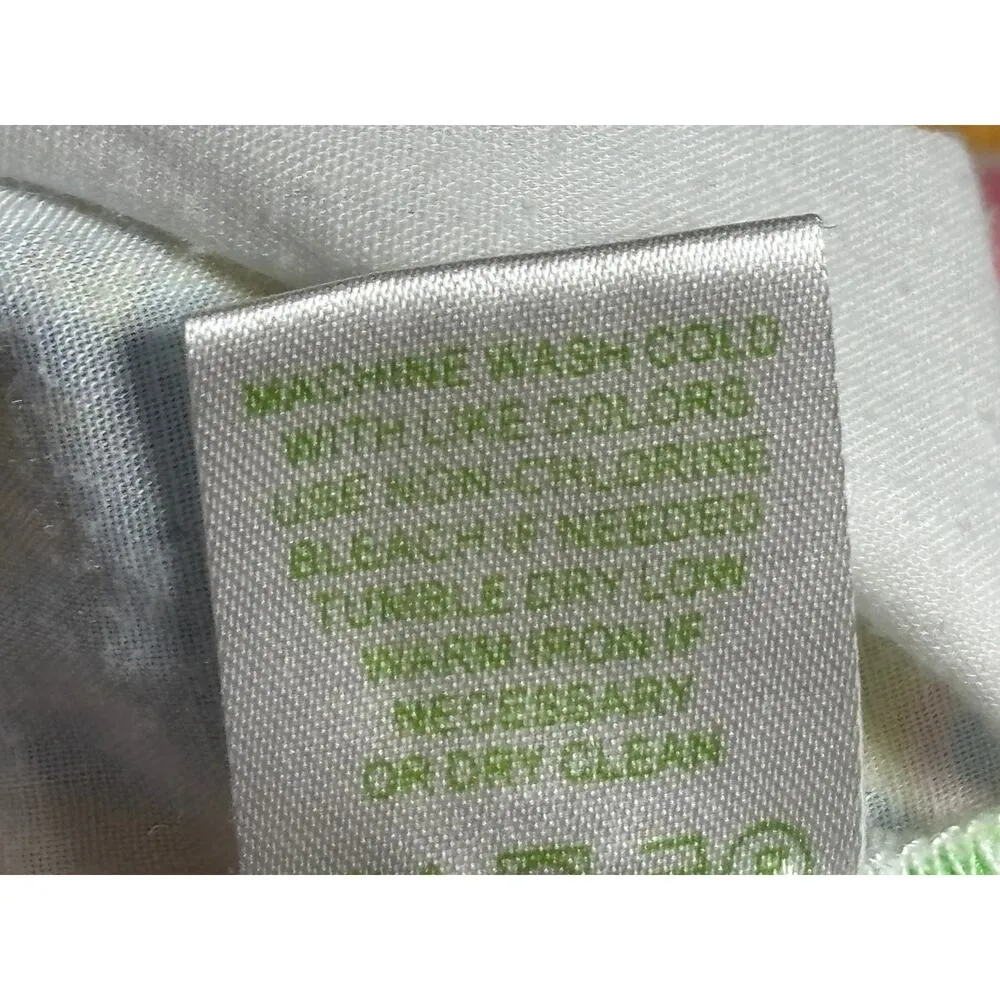 MACHINE WASH COLD
WITH LIKE COLORS
USE NON-CHLORINE
BLEACH IF NEEDED
TUMBLE DRY LOW
WARM IRON IF
NECESSARY
OR DRY CLEAN